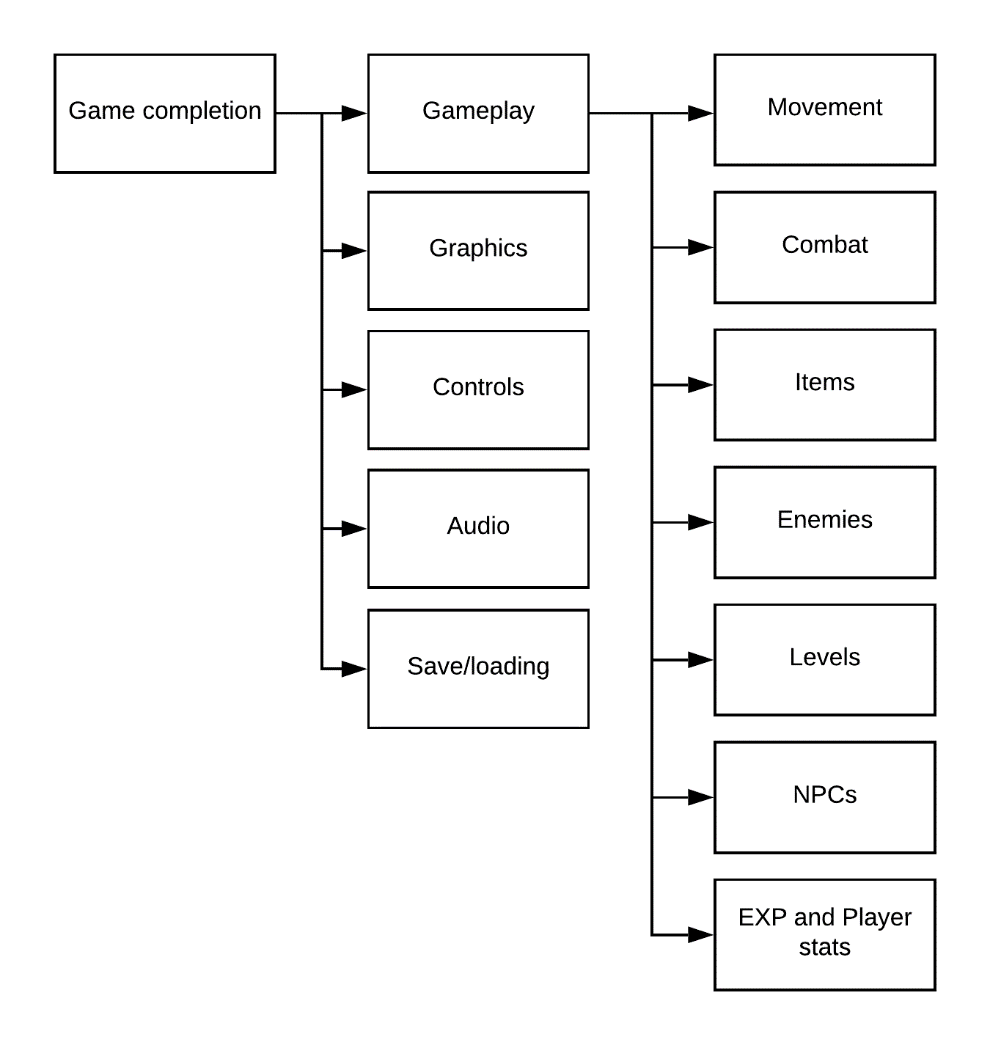 Game completion
Gameplay
Graphics
Controls
Audio
Save/loading
Movement
Combat
Items
Enemies
Levels
NPCs
EXP and Player
stats